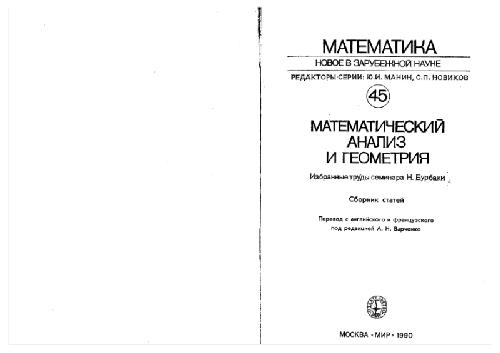 МАТЕМАТИКА
НОВОЕ В ЗАРУБЕЖНОЙ НАУКЕ
РЕДАКТОРЫ СЕРИИ: Ю.И. МАНИН, С.П. НОВИКОВ
45
МАТЕМАТИЧЕСКИЙ
АНАЛИЗ
И ГЕОМЕТРИЯ
Избранные труды семинара Н. Бурбаки
Сборник статей
Перевод с английского и французского
под редакцией А. Н. Варченко
МОСКВА «МИР» 1990